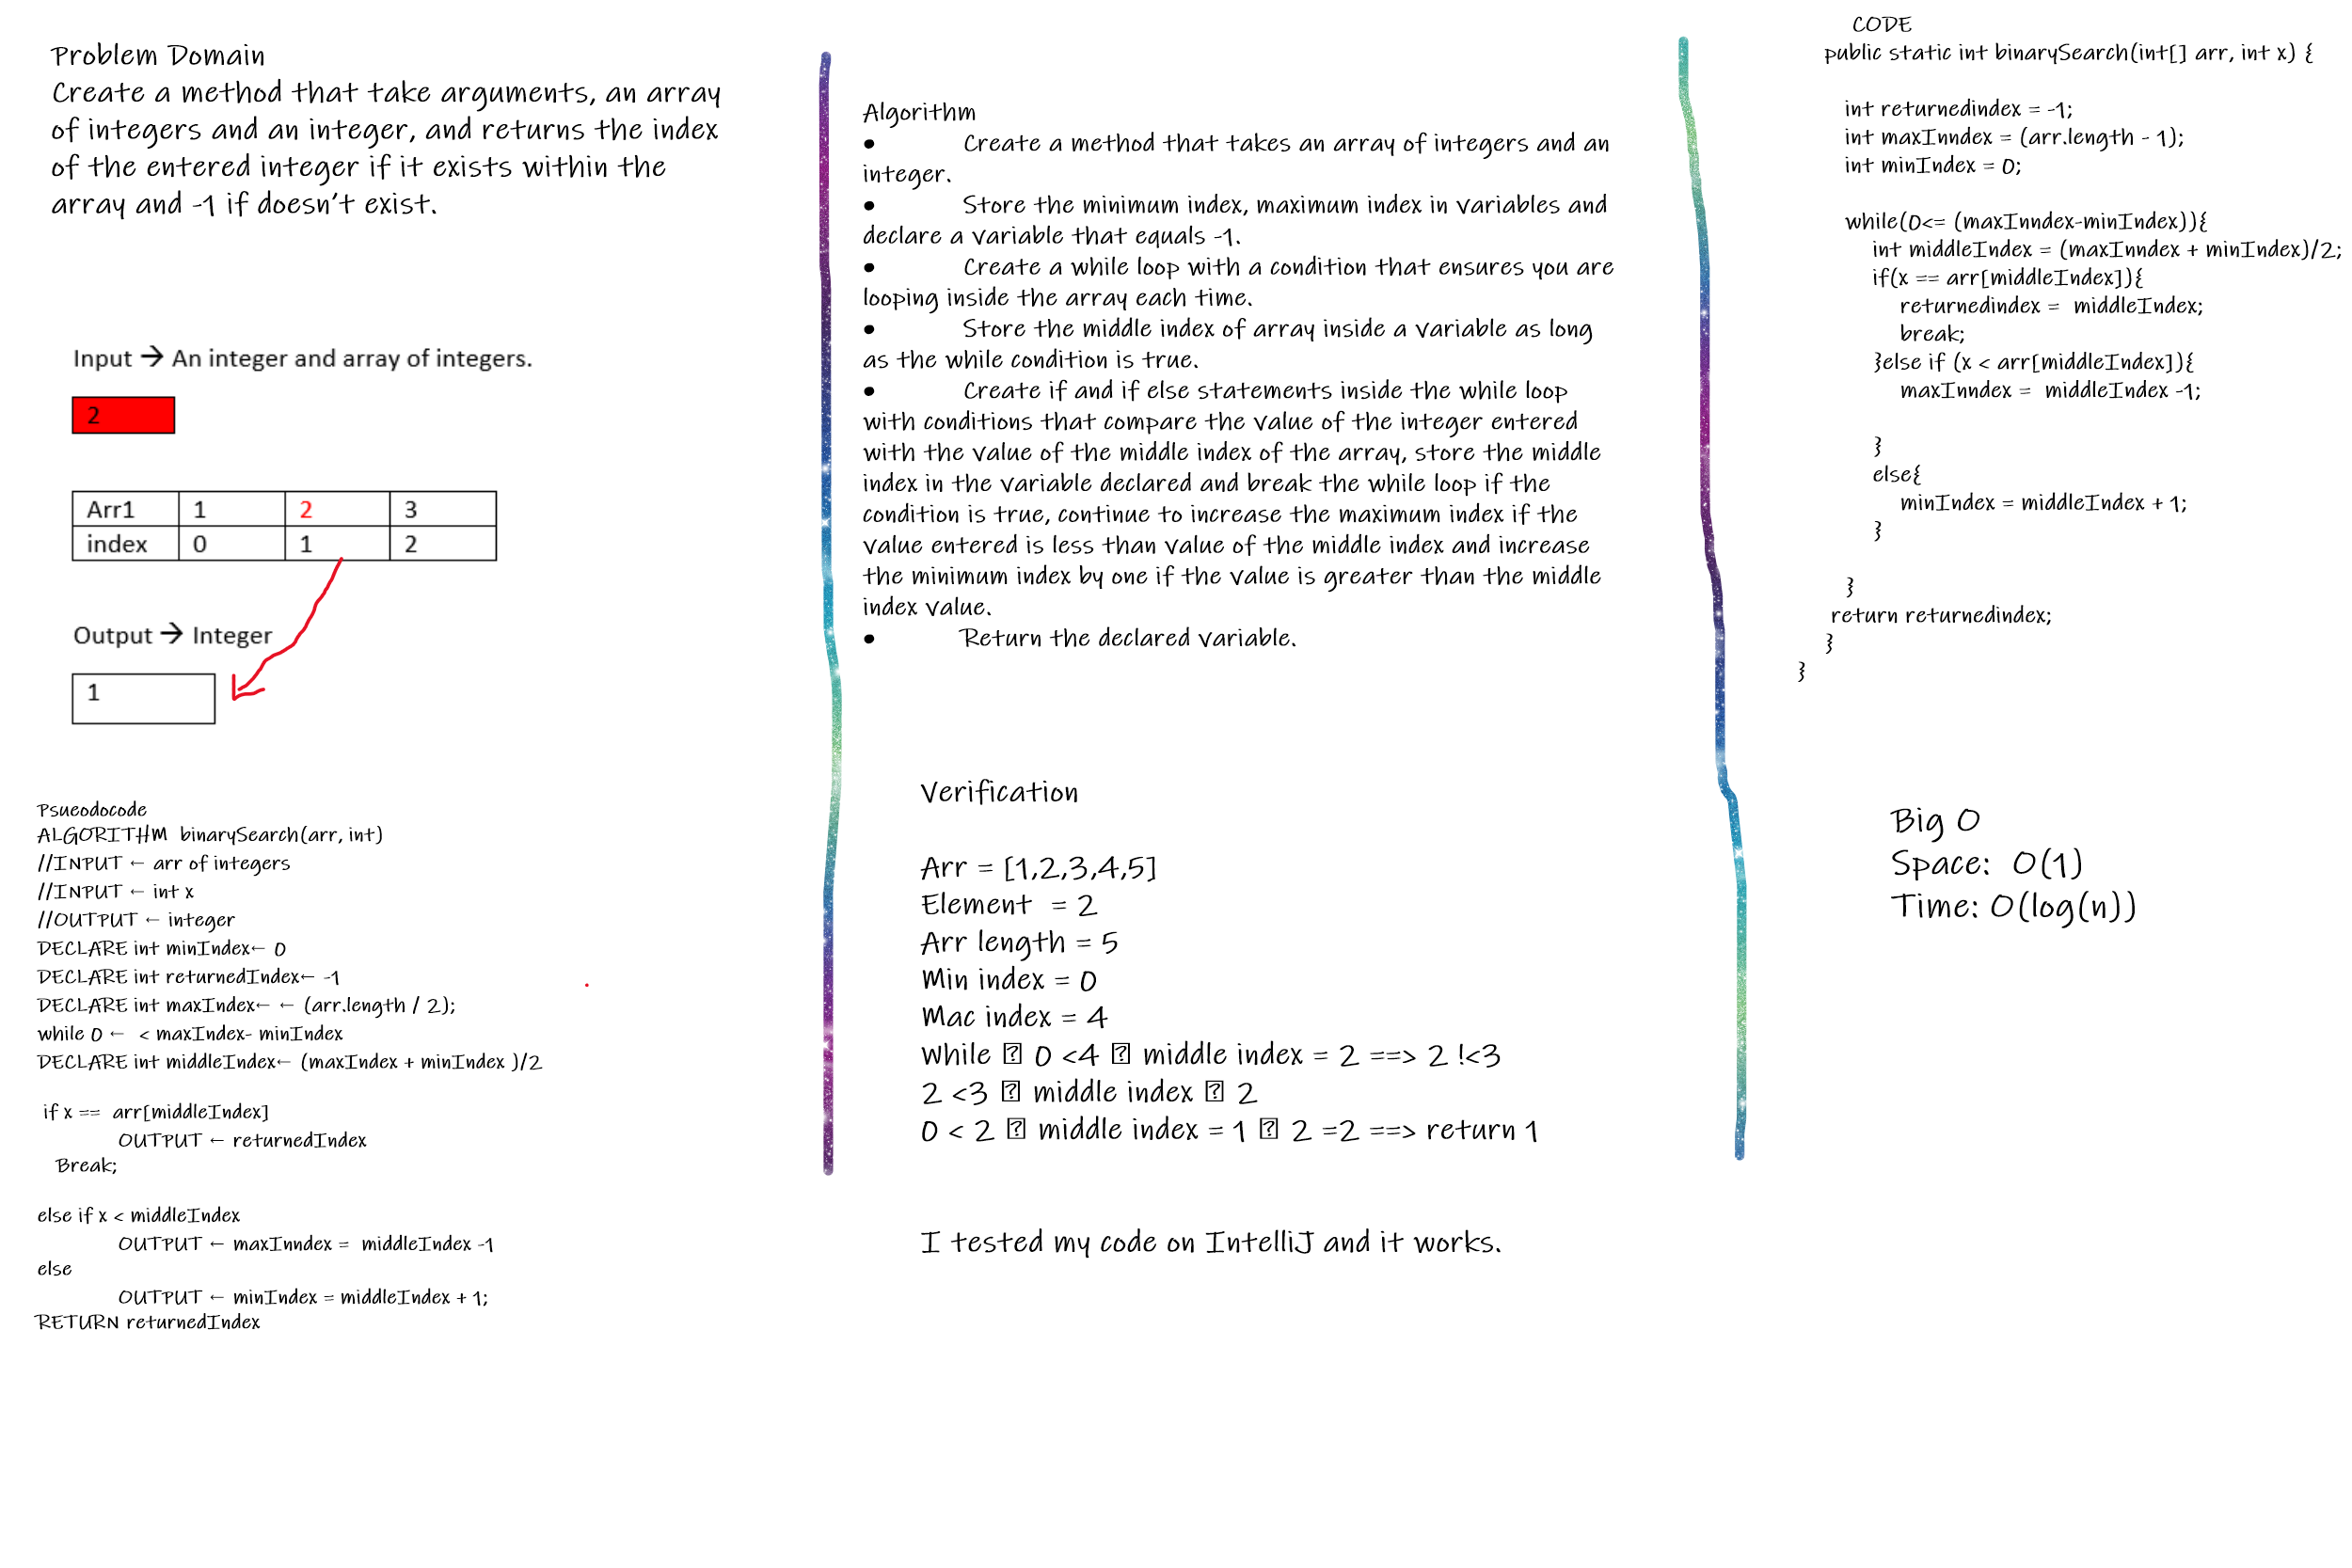 Problem Domain
Create a method that take arguments, an array
of integers and an integer, and returns the index
of the entered integer if it exists within the
array and -1 if doesn't exist.
Input → An integer and array of integers.
2
Arr1 1 2 3
index 0 1 2
Output → Integer
1
Psueodocode
ALGORITHM binarySearch(arr, int)
//INPUT ← arr of integers
//INPUT ← int x
//OUTPUT ← integer
DECLARE int minIndex← 0
DECLARE int returnedIndex← -1
DECLARE int maxIndex← ← (arr.length / 2);
while 0 ← < maxIndex- minIndex
DECLARE int middleIndex← (maxIndex + minIndex )/2
if x == arr[middleIndex]
OUTPUT ← returnedIndex
Break;
else if x < middleIndex
OUTPUT ← maxInndex = middleIndex -1
else
OUTPUT ← minIndex = middleIndex + 1;
RETURN returnedIndex
Algorithm
• Create a method that takes an array of integers and an
integer.
• Store the minimum index, maximum index in variables and
declare a variable that equals -1.
• Create a while loop with a condition that ensures you are
looping inside the array each time.
• Store the middle index of array inside a variable as long
as the while condition is true.
• Create if and if else statements inside the while loop
with conditions that compare the value of the integer entered
with the value of the middle index of the array, store the middle
index in the variable declared and break the while loop if the
condition is true, continue to increase the maximum index if the
value entered is less than value of the middle index and increase
the minimum index by one if the value is greater than the middle
index value.
• Return the declared variable.
Verification
Arr = [1,2,3,4,5]
Element = 2
Arr length = 5
Min index = 0
Mac index = 4
while ⍰ 0 <4 ⍰ middle index = 2 ==> 2 !<3
2 <3 ⍰ middle index ⍰ 2
0 < 2 ⍰ middle index = 1 ⍰ 2 =2 ==> return 1
I tested my code on IntelliJ and it works.
CODE
public static int binarySearch(int[] arr, int x) {
int returnedindex = -1;
int maxInndex = (arr.length - 1);
int minIndex = 0;
while(0<= (maxInndex-minIndex)){
int middleIndex = (maxInndex + minIndex)/2;
if(x == arr[middleIndex]){
returnedindex = middleIndex;
break;
}else if (x < arr[middleIndex]){
maxInndex = middleIndex -1;
}
else{
minIndex = middleIndex + 1;
}
}
return returnedindex;
}
}
Big O
Space: O(1)
Time: O(log(n))